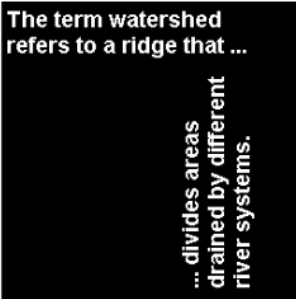 The term watershed
refers to a ridge that ...
... divides areas
drained by different
river systems.